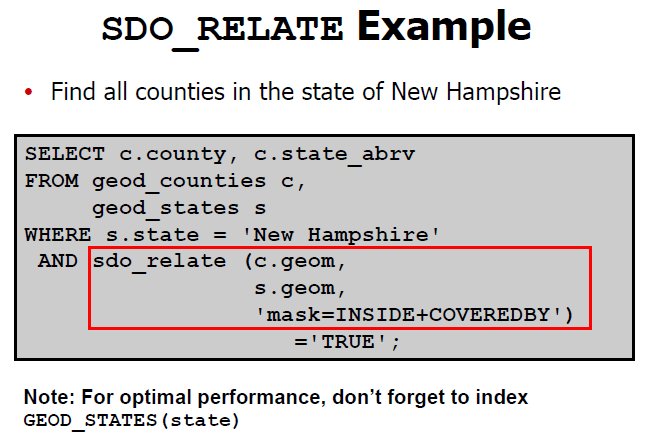 SDO_RELATE Example
• Find all counties in the state of New Hampshire
SELECT c.county, c.state_abrv
FROM geod_counties c,
geod_states s
WHERE s.state = 'New Hampshire'
AND sdo_relate (c.geom,
s.geom,
'mask=INSIDE+COVEREDBY')
='TRUE';
Note: For optimal performance, don’t forget to index
GEOD_STATES(state)